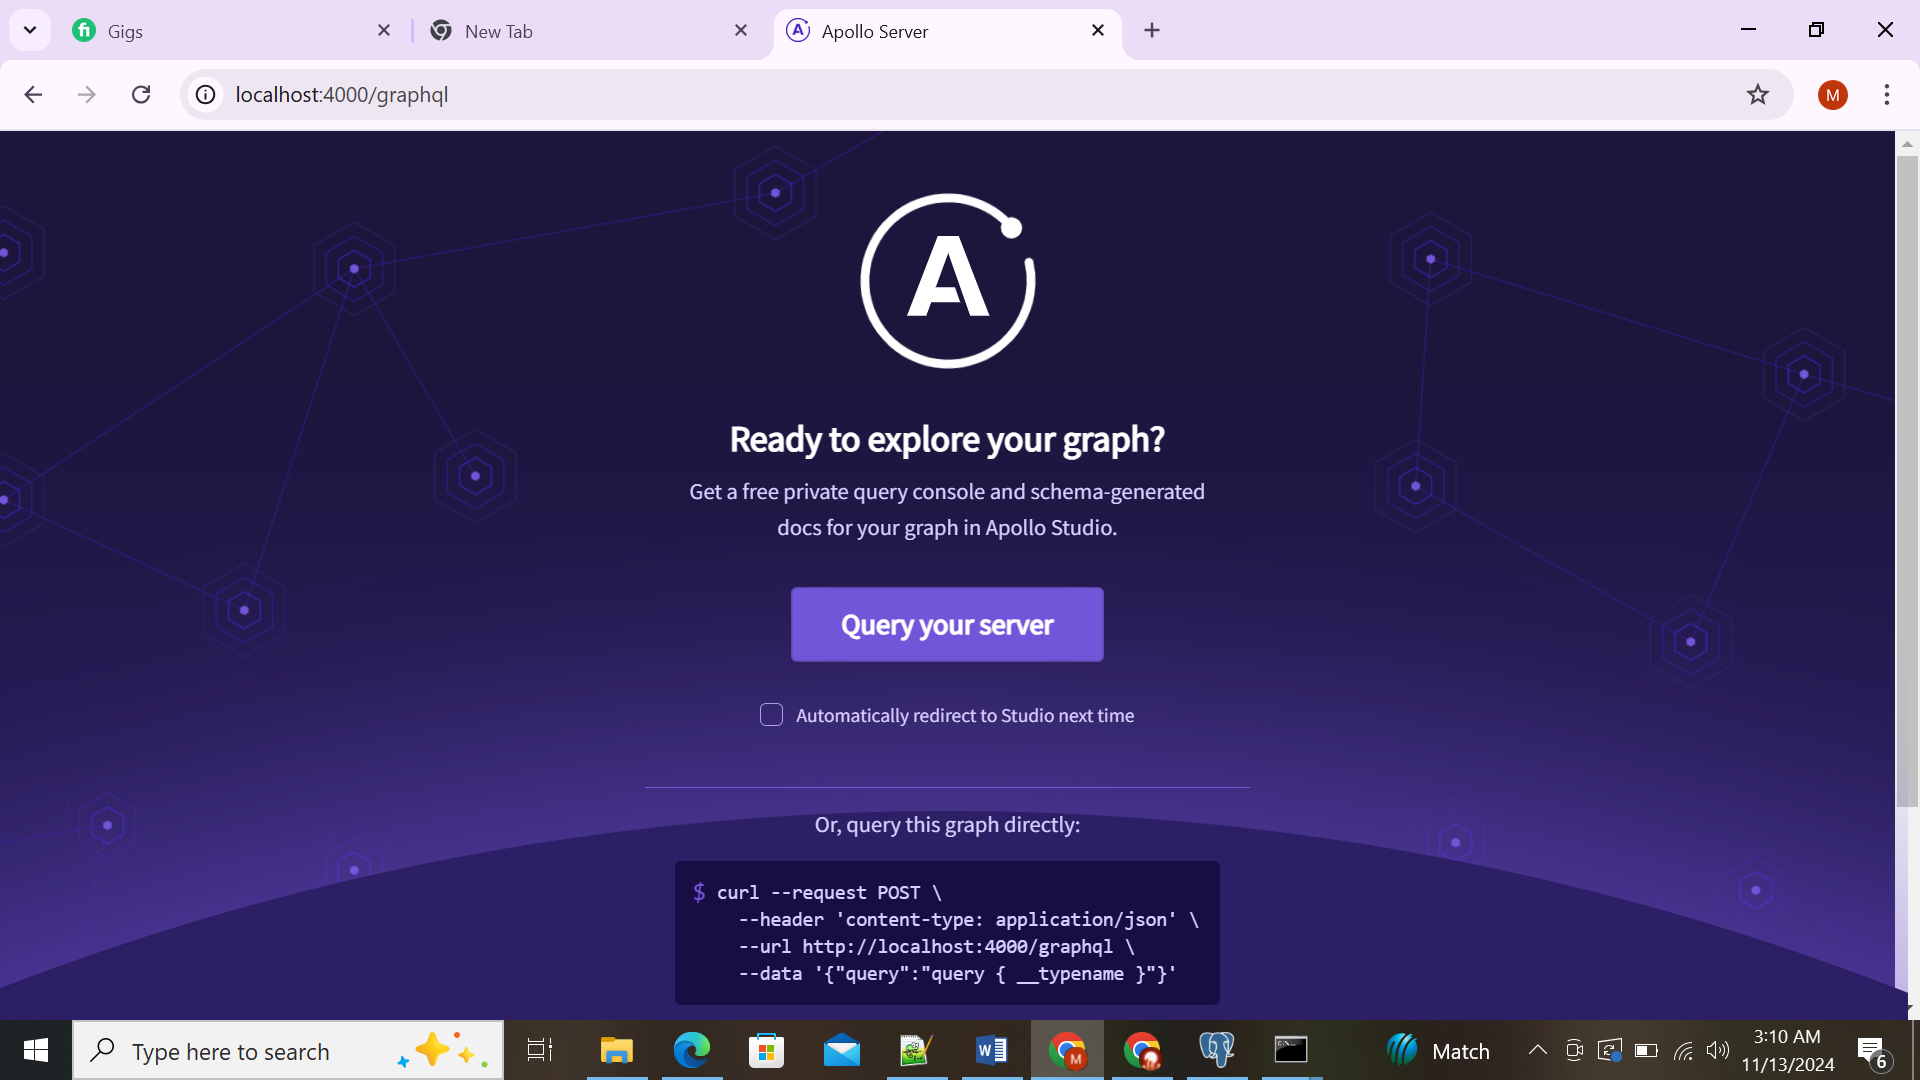 Gigs
New Tab
Apollo Server
localhost:4000/graphql
M
A
Ready to explore your graph?
Get a free private query console and schema-generated
docs for your graph in Apollo Studio.
Query your server
Automatically redirect to Studio next time
Or, query this graph directly:
$ curl --request POST \
--header 'content-type: application/json' \
--url http://localhost:4000/graphql \
--data '{"query":"query { __typename }"}'
Type here to search
Match
3:10 AM
11/13/2024
6